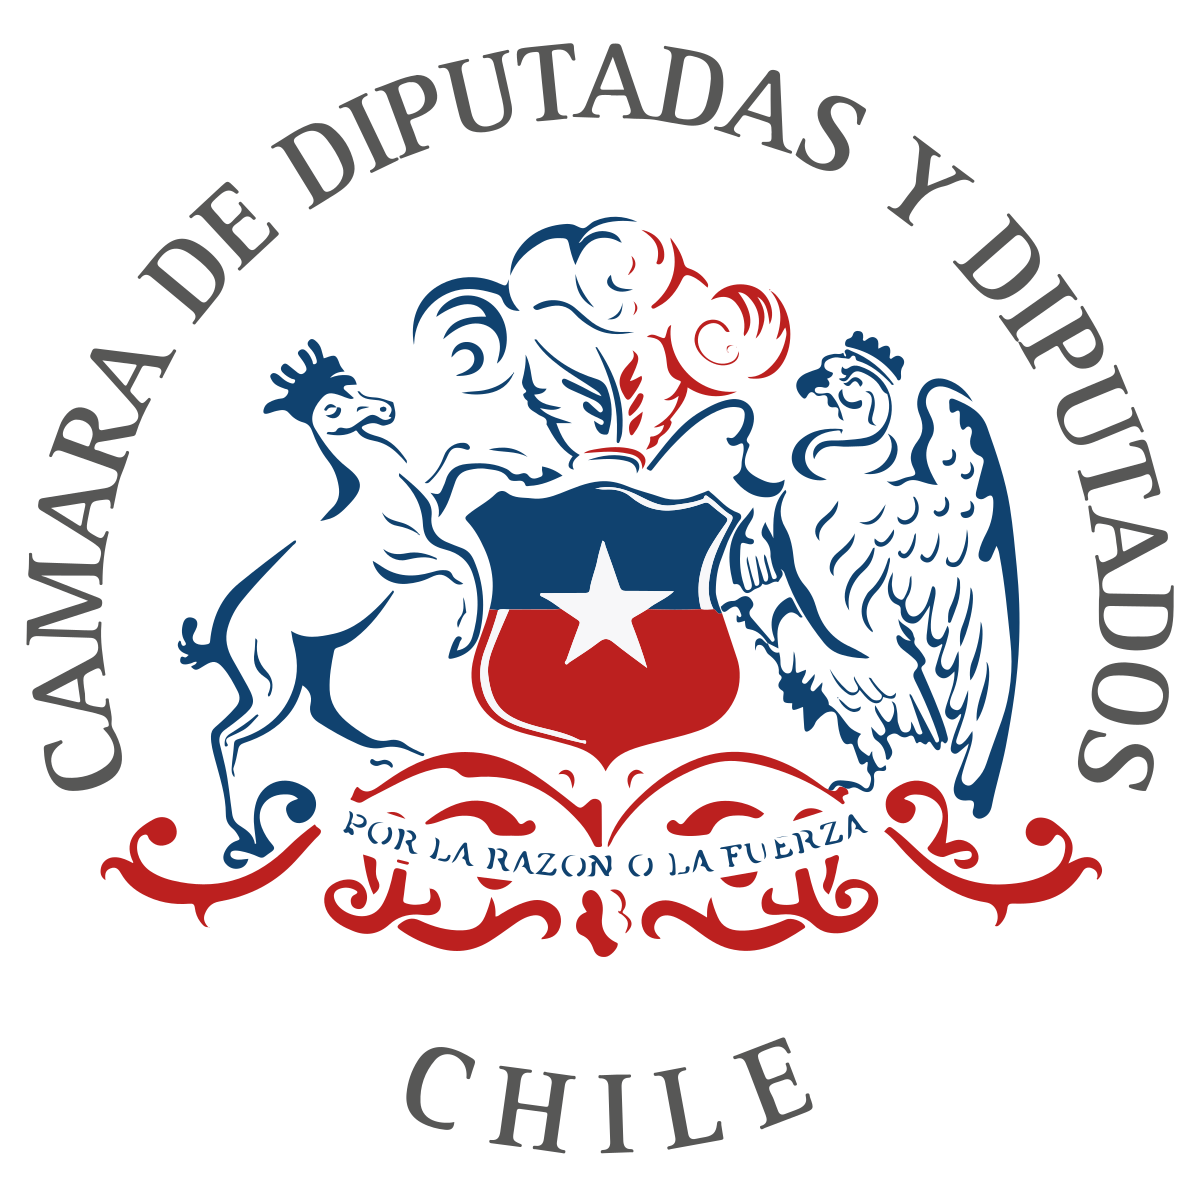 CAMARA DE DIPUTADAS Y DIPUTADOS
POR LA RAZON O LA FUERZA
CHILE